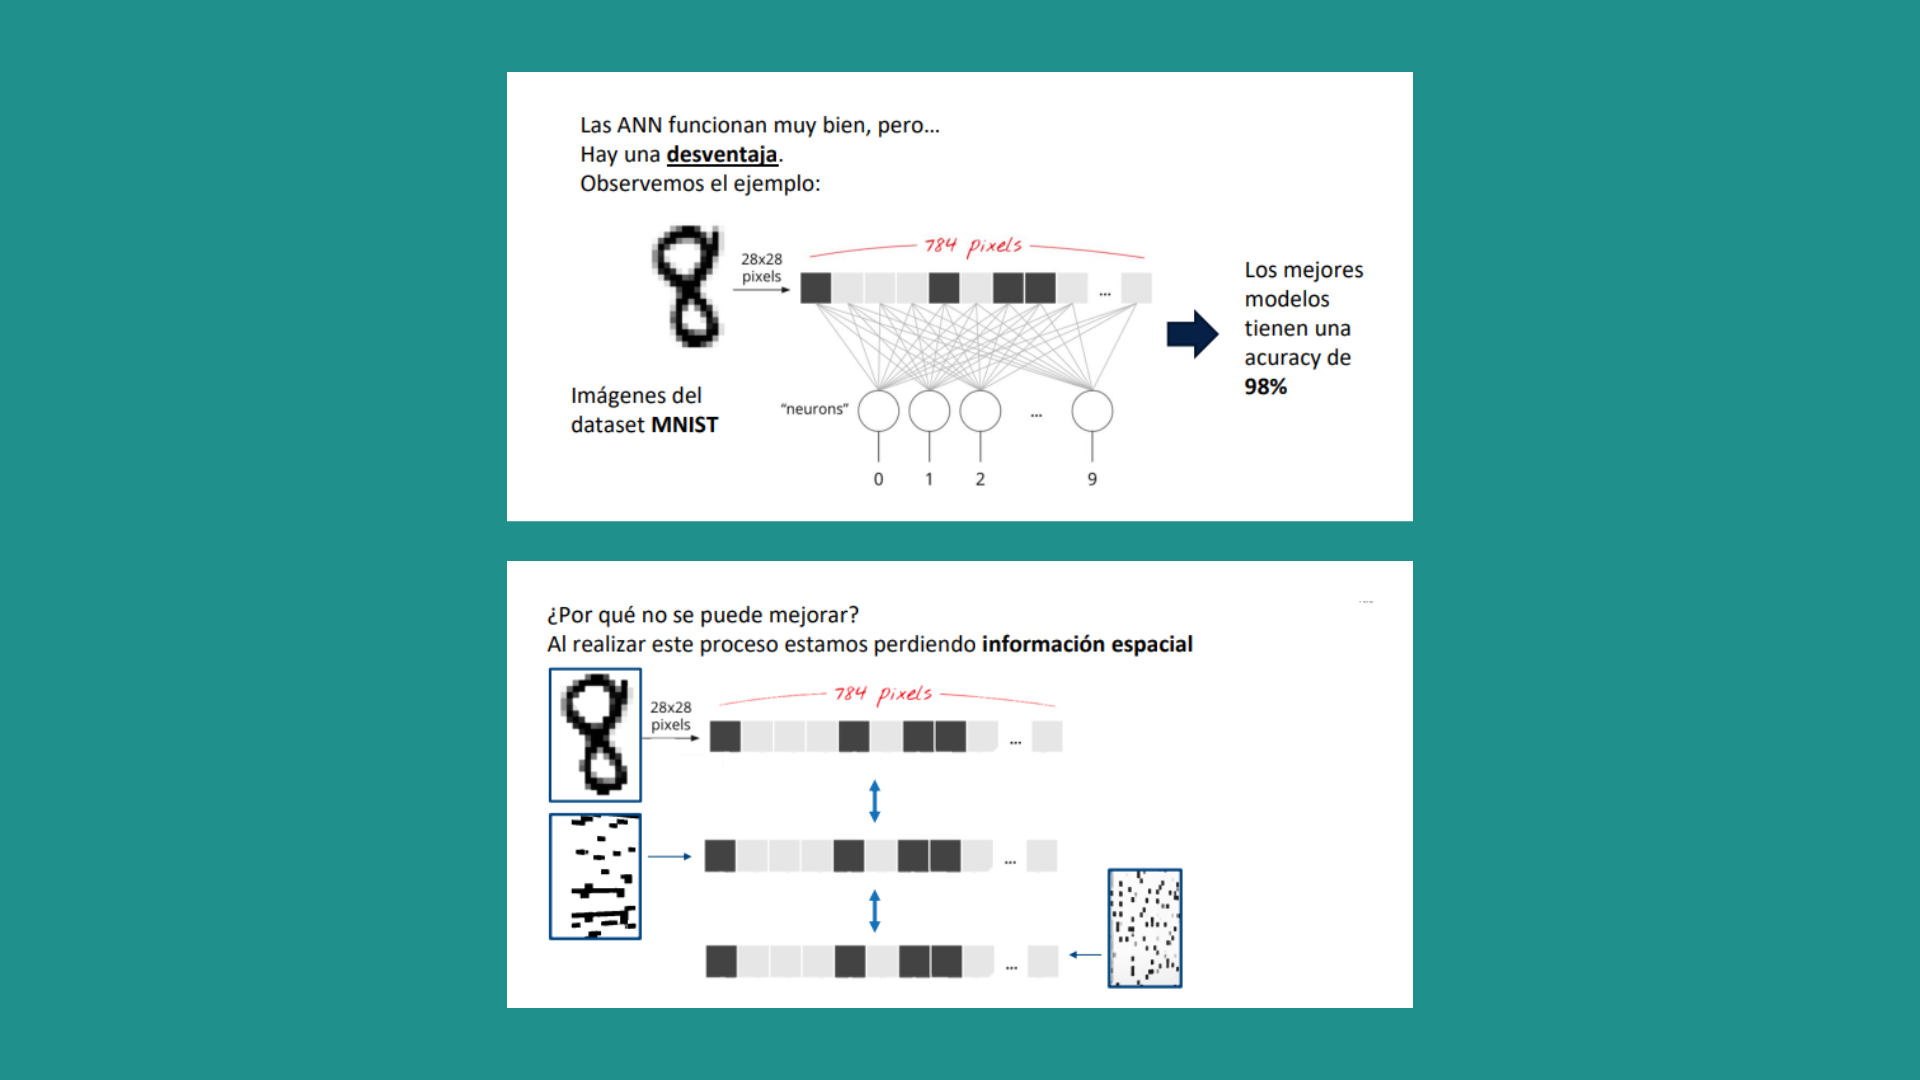 Las ANN funcionan muy bien, pero...
Hay una desventaja.
Observemos el ejemplo:
784 pixels
28x28
pixels
...
Los mejores
modelos
tienen una
acuracy de
98%
Imágenes del
dataset MNIST
"neurons"
...
0 1 2 9
¿Por qué no se puede mejorar?
Al realizar este proceso estamos perdiendo información espacial
784 pixels
28x28
pixels
...
...
...